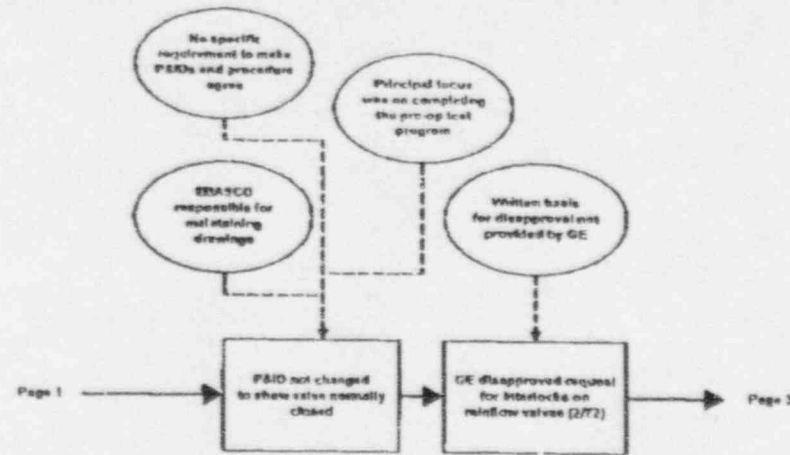 No specific
requirement to make
P&IDs and procedure
agree
Principal focus
was on completing
the pre-op test
program
EBASCO
responsible for
maintaining
drawings
Written basis
for disapproval not
provided by GE
Page 1
P&ID not changed
to show valve normally
closed
GE disapproved request
for interlocks on
minflow valves (2/72)
Page 3